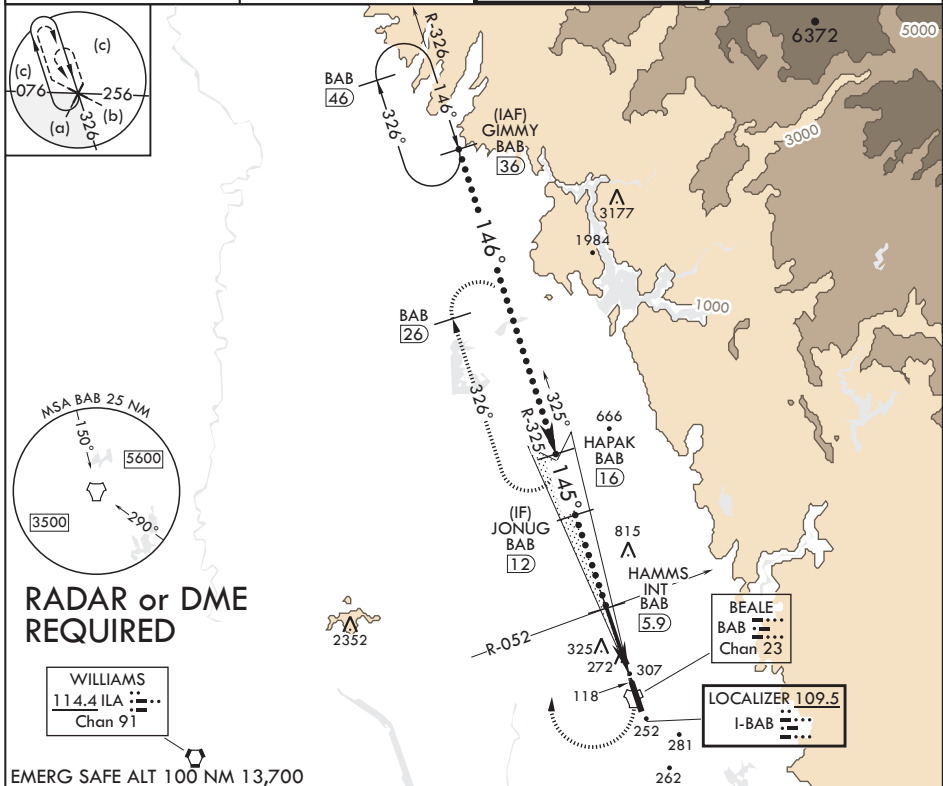 (c)
(c)
076
256
(a)
326
(b)
R-326
146°
BAB
46
326°
(IAF)
GIMMY
BAB
36
6372
5000
3000
3177
1984
146°
1000
BAB
26
326°
325°
R-325
666
HAPAK
BAB
16
145°
MSA BAB 25 NM
150°
5600
3500
290°
(IF)
JONUG
BAB
12
815
HAMMS
INT
BAB
5.9
RADAR or DME
REQUIRED
2352
R-052
325
272
307
BEALE
BAB
Chan 23
WILLIAMS
114.4 ILA
Chan 91
118
252
LOCALIZER 109.5
I-BAB
281
262
EMERG SAFE ALT 100 NM 13,700